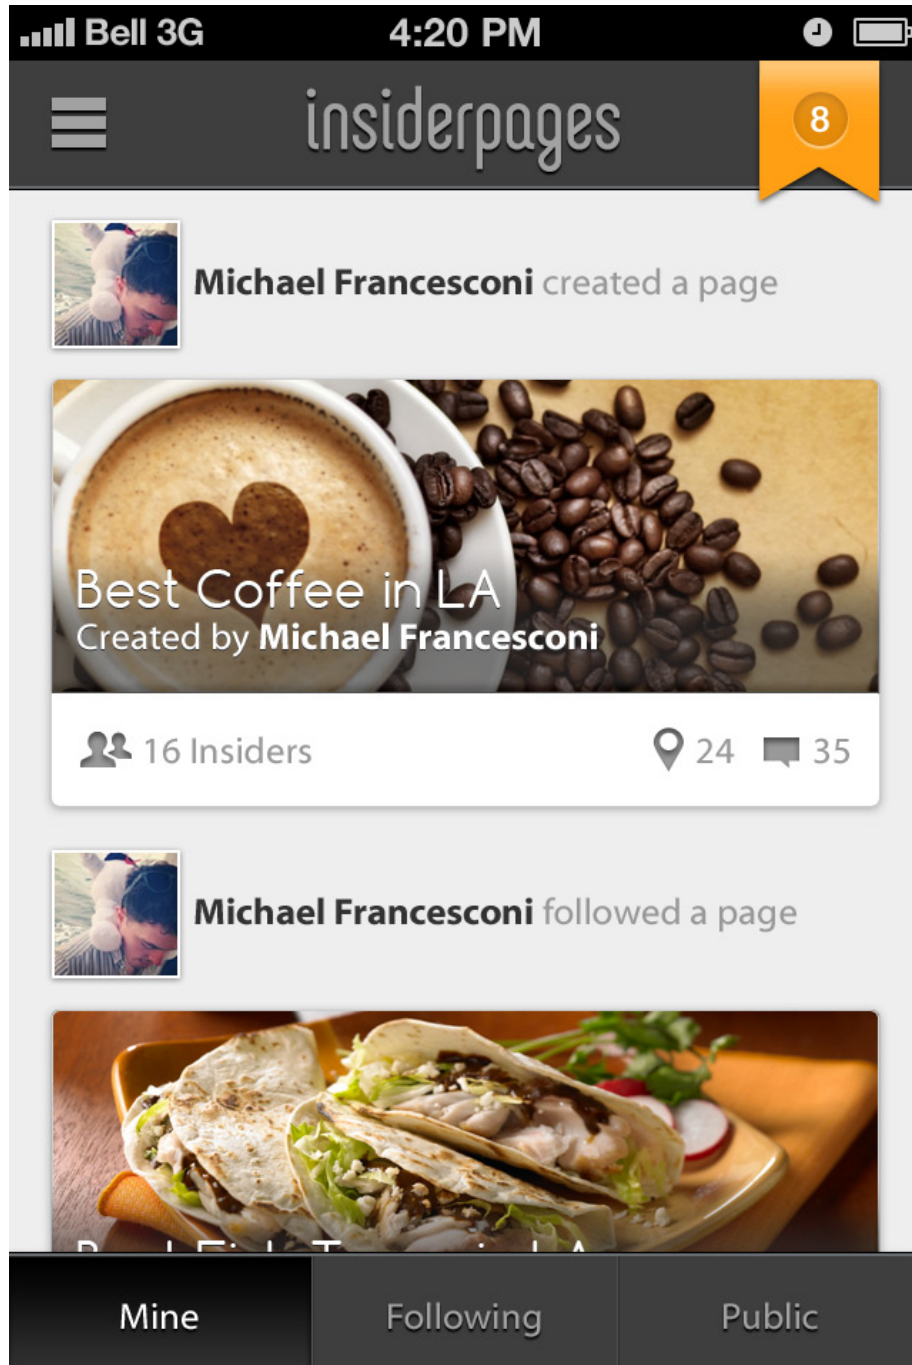 Bell 3G 4:20 PM
insiderpages 8
Michael Francesconi created a page
Best Coffee in LA
Created by Michael Francesconi
16 Insiders 24 35
Michael Francesconi followed a page
Mine Following Public